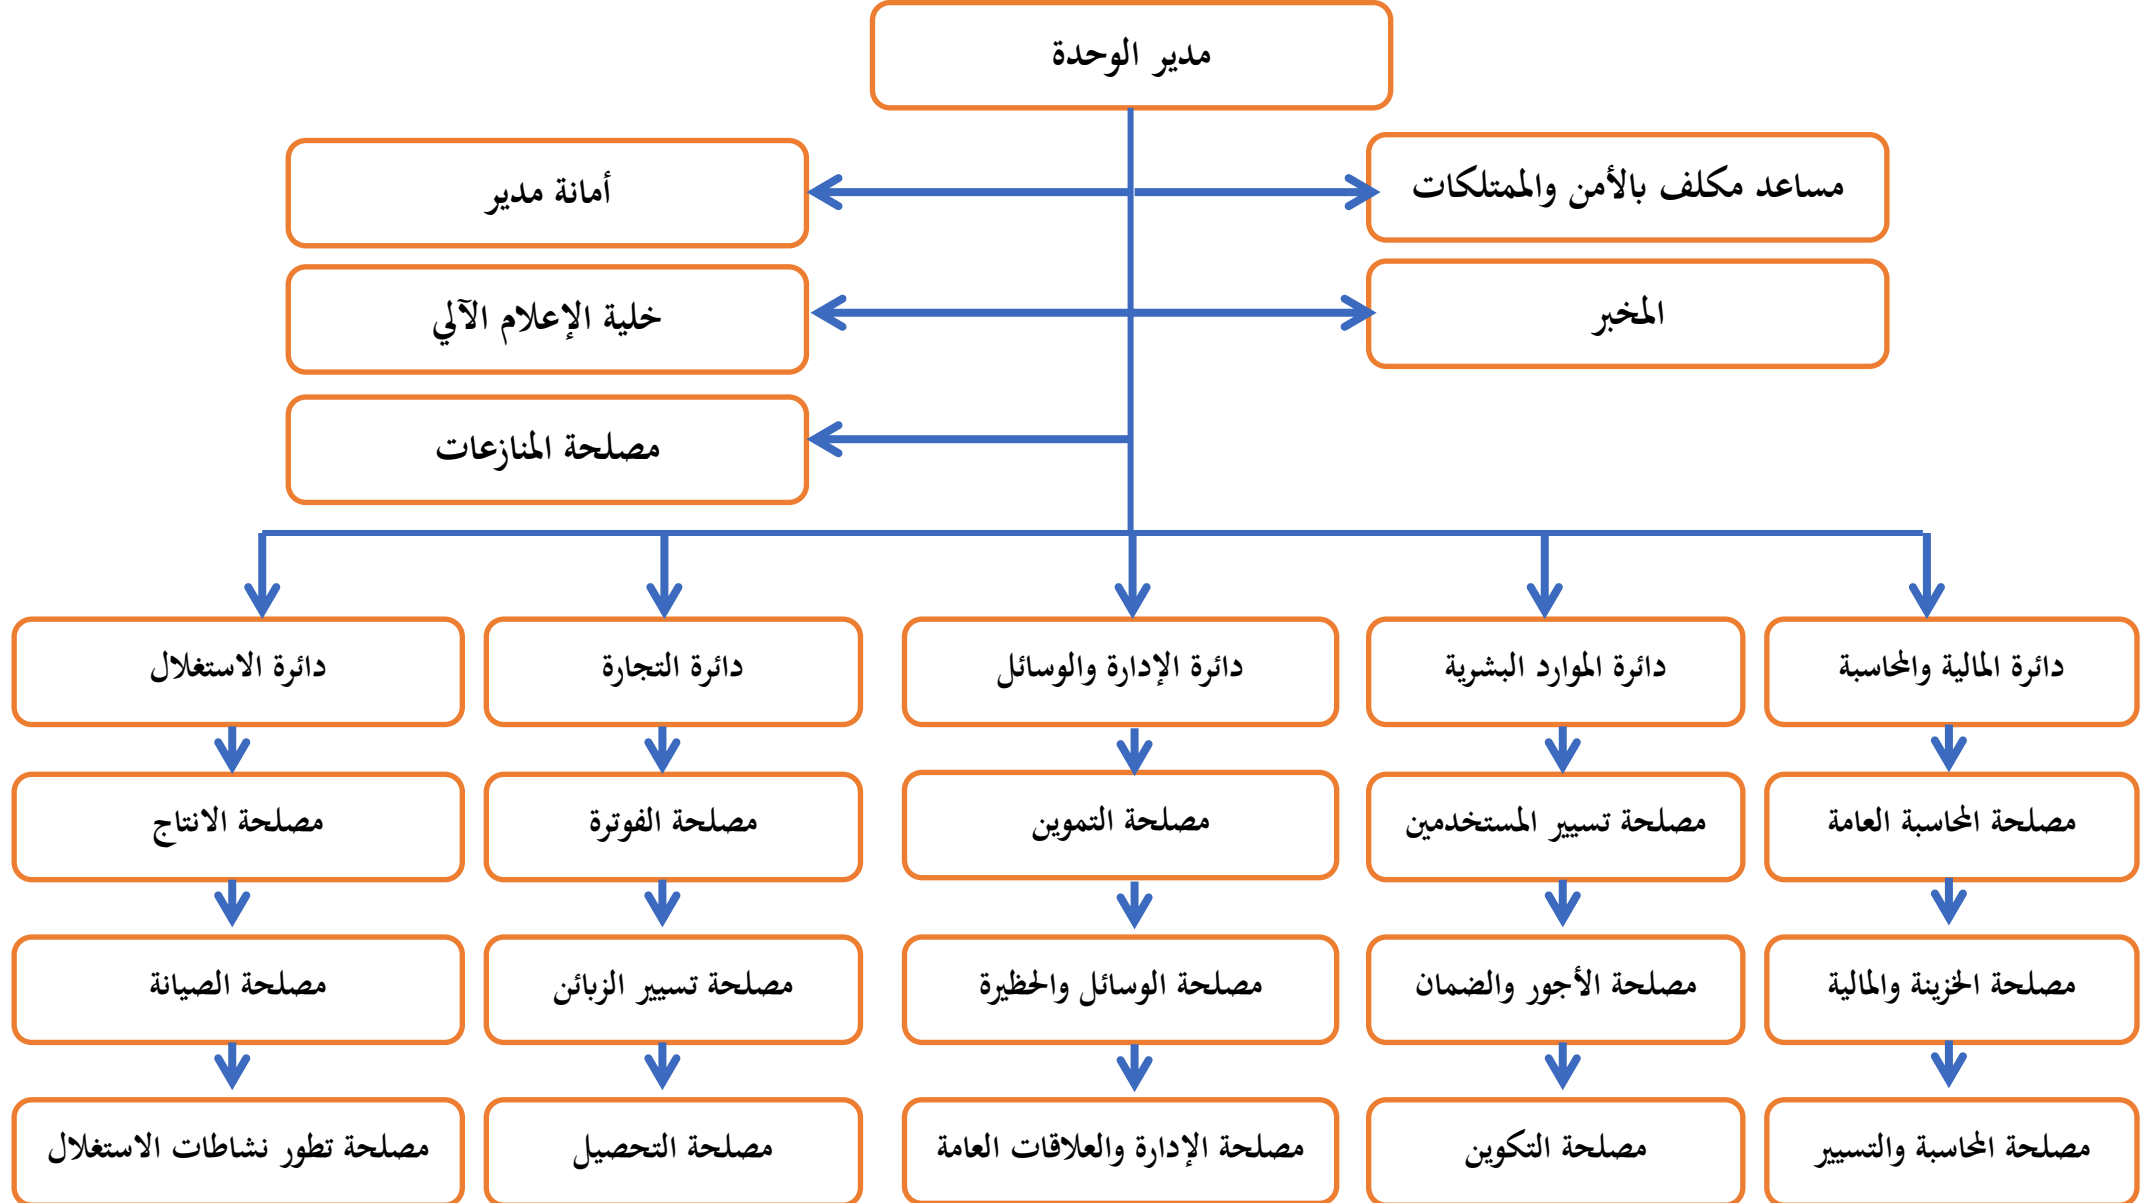 مدير الوحدة
مساعد مكلف بالأمن والممتلكات
أمانة مدير
المخبر
خلية الإعلام الآلي
مصلحة المنازعات
دائرة المالية والمحاسبة
دائرة الموارد البشرية
دائرة الإدارة والوسائل
دائرة التجارة
دائرة الاستغلال
مصلحة المحاسبة العامة
مصلحة تسيير المستخدمين
مصلحة التموين
مصلحة الفوترة
مصلحة الانتاج
مصلحة الخزينة والمالية
مصلحة الأجور والضمان
مصلحة الوسائل والحظيرة
مصلحة تسيير الزبائن
مصلحة الصيانة
مصلحة المحاسبة والتسيير
مصلحة التكوين
مصلحة الإدارة والعلاقات العامة
مصلحة التحصيل
مصلحة تطور نشاطات الاستغلال